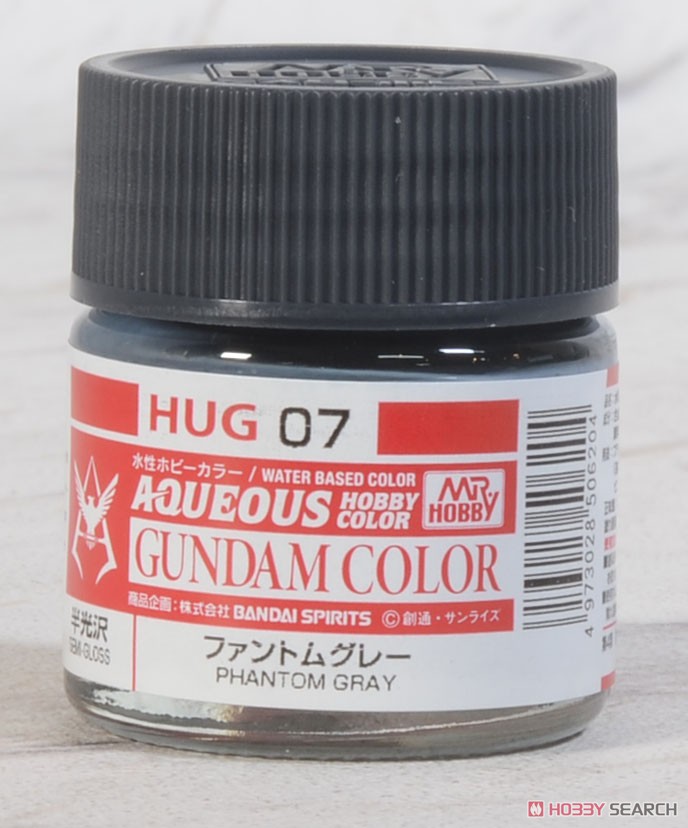 Mr.
HOBBY
HUG 07
水性ホビーカラー / WATER BASED COLOR
AQUEOUS HOBBY COLOR
Mr. HOBBY
GUNDAM COLOR
商品企画：株式会社 BANDAI SPIRITS ©創通・サンライズ
半光沢
SEMI-GLOSS
ファントムグレー
PHANTOM GRAY
4 973028 506204
HOBBY SEARCH